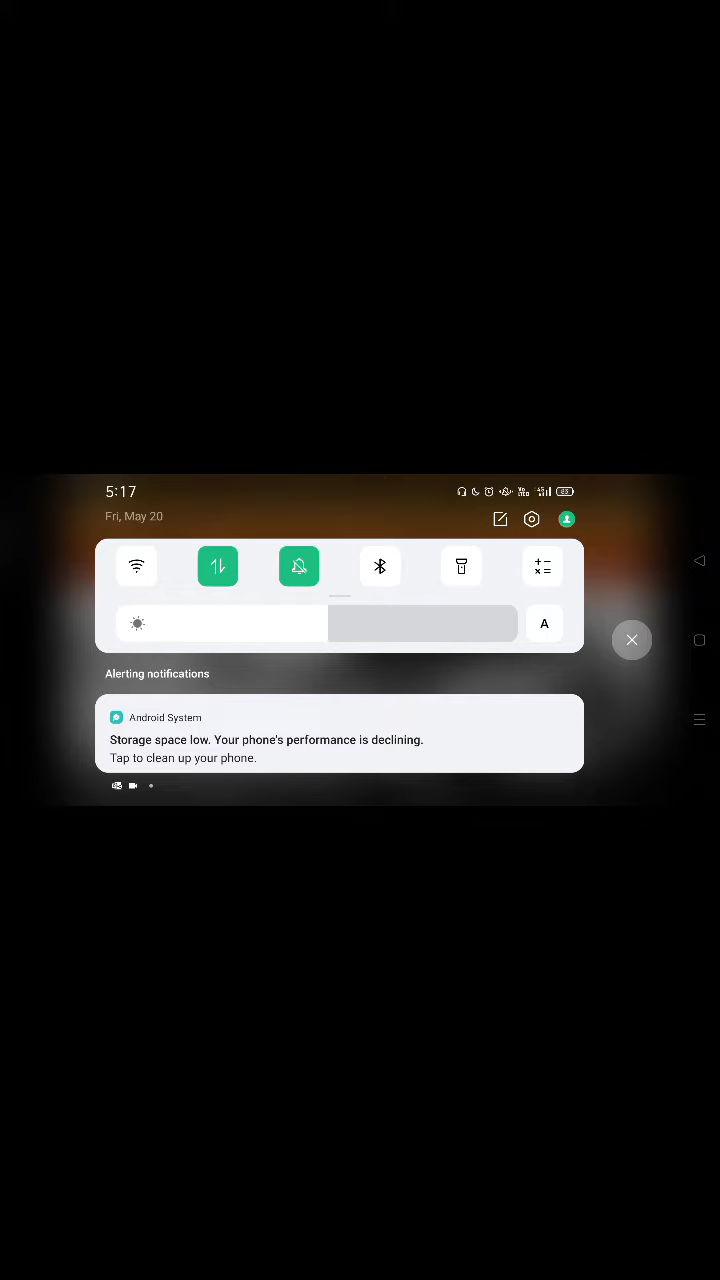 5:17
Fri, May 20
A
Alerting notifications
Android System
Storage space low. Your phone's performance is declining.
Tap to clean up your phone.